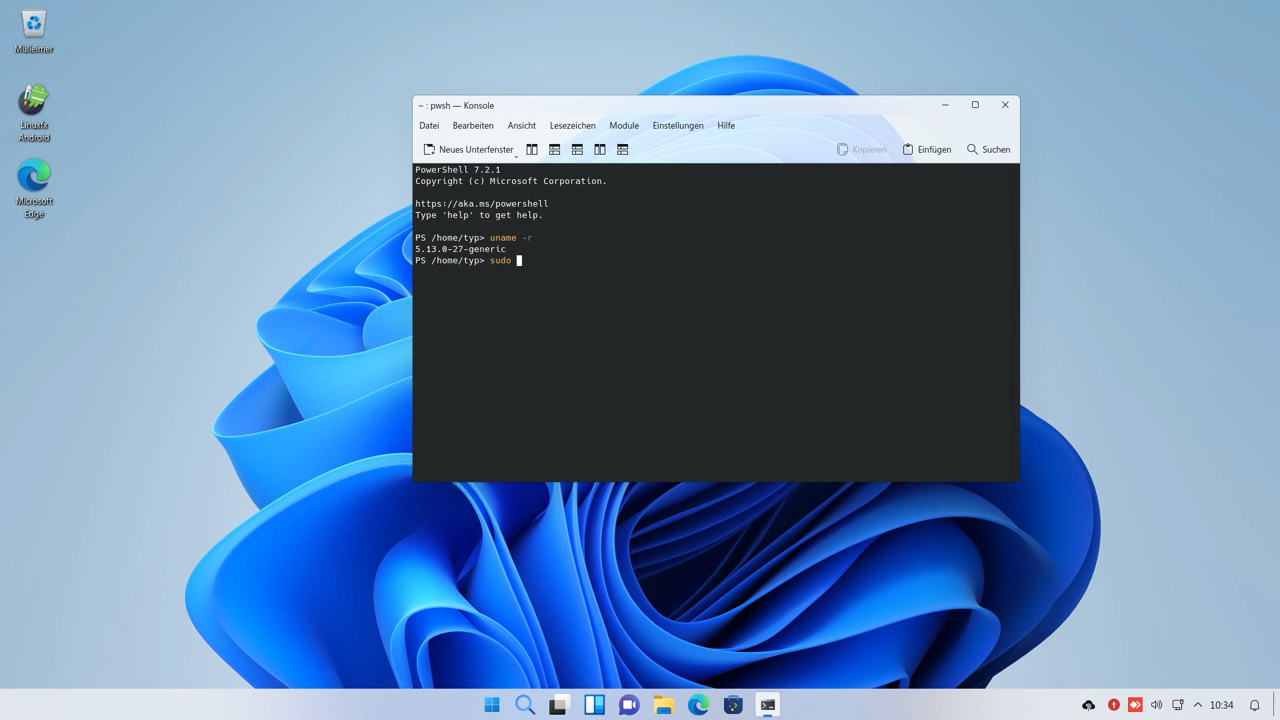 Mülleimer
Linuxfx
Android
Microsoft
Edge
~ : pwsh — Konsole
Datei Bearbeiten Ansicht Lesezeichen Module Einstellungen Hilfe
Neues Unterfenster Kopieren Einfügen Suchen
PowerShell 7.2.1
Copyright (c) Microsoft Corporation.
https://aka.ms/powershell
Type 'help' to get help.
PS /home/typ> uname -r
5.13.0-27-generic
PS /home/typ> sudo
10:34